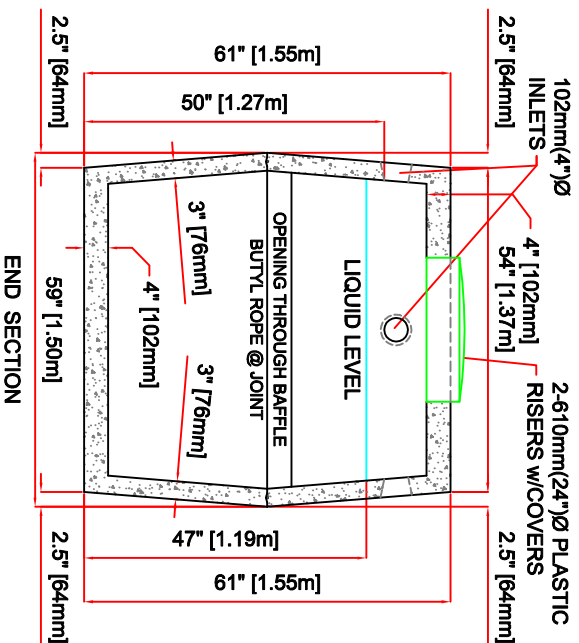 102mm(4")Ø
INLETS
2-610mm(24")Ø PLASTIC
RISERS w/COVERS
2.5" [64mm]
2.5" [64mm]
4" [102mm]
54" [1.37m]
61" [1.55m]
50" [1.27m]
LIQUID LEVEL
OPENING THROUGH BAFFLE
BUTYL ROPE @ JOINT
3" [76mm]
3" [76mm]
4" [102mm]
47" [1.19m]
61" [1.55m]
2.5" [64mm]
59" [1.50m]
2.5" [64mm]
END SECTION